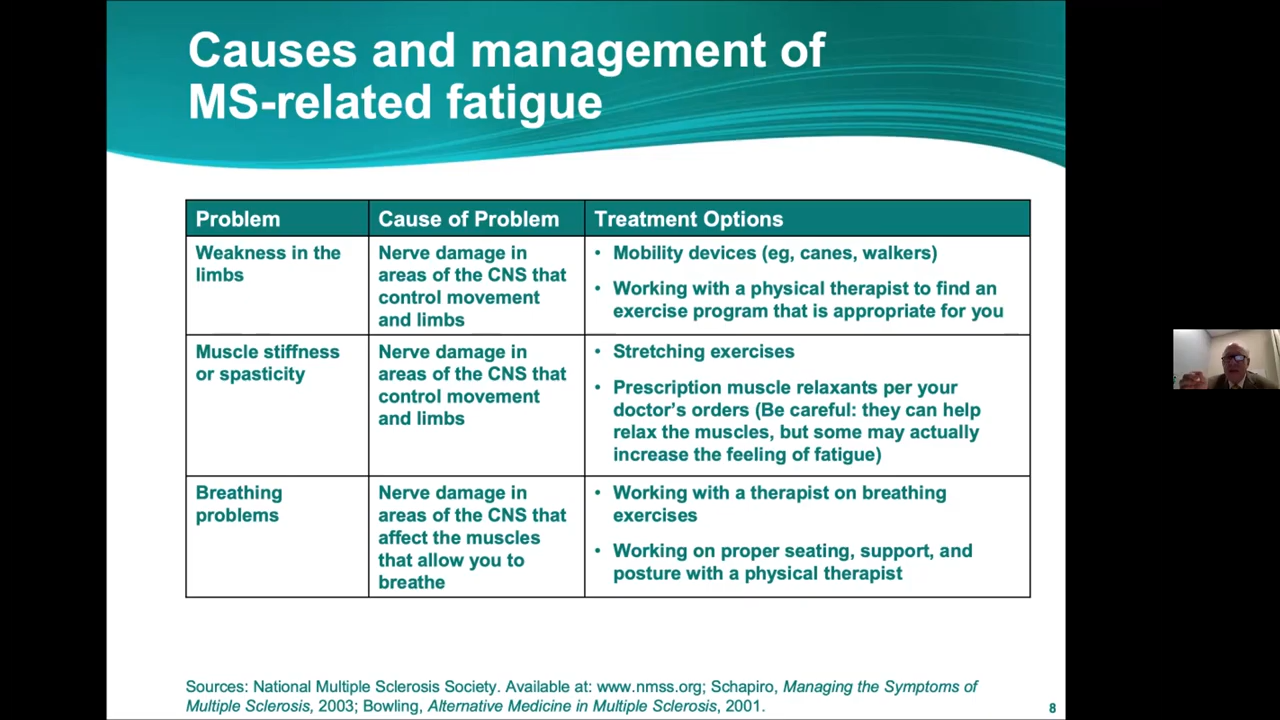 Causes and management of
MS-related fatigue
Problem
Cause of Problem
Treatment Options
Weakness in the
limbs
Nerve damage in
areas of the CNS that
control movement
and limbs
• Mobility devices (eg, canes, walkers)
• Working with a physical therapist to find an
exercise program that is appropriate for you
Muscle stiffness
or spasticity
Nerve damage in
areas of the CNS that
control movement
and limbs
• Stretching exercises
• Prescription muscle relaxants per your
doctor's orders (Be careful: they can help
relax the muscles, but some may actually
increase the feeling of fatigue)
Breathing
problems
Nerve damage in
areas of the CNS that
affect the muscles
that allow you to
breathe
• Working with a therapist on breathing
exercises
• Working on proper seating, support, and
posture with a physical therapist
Sources: National Multiple Sclerosis Society. Available at: www.nmss.org; Schapiro, Managing the Symptoms of
Multiple Sclerosis, 2003; Bowling, Alternative Medicine in Multiple Sclerosis, 2001.
8